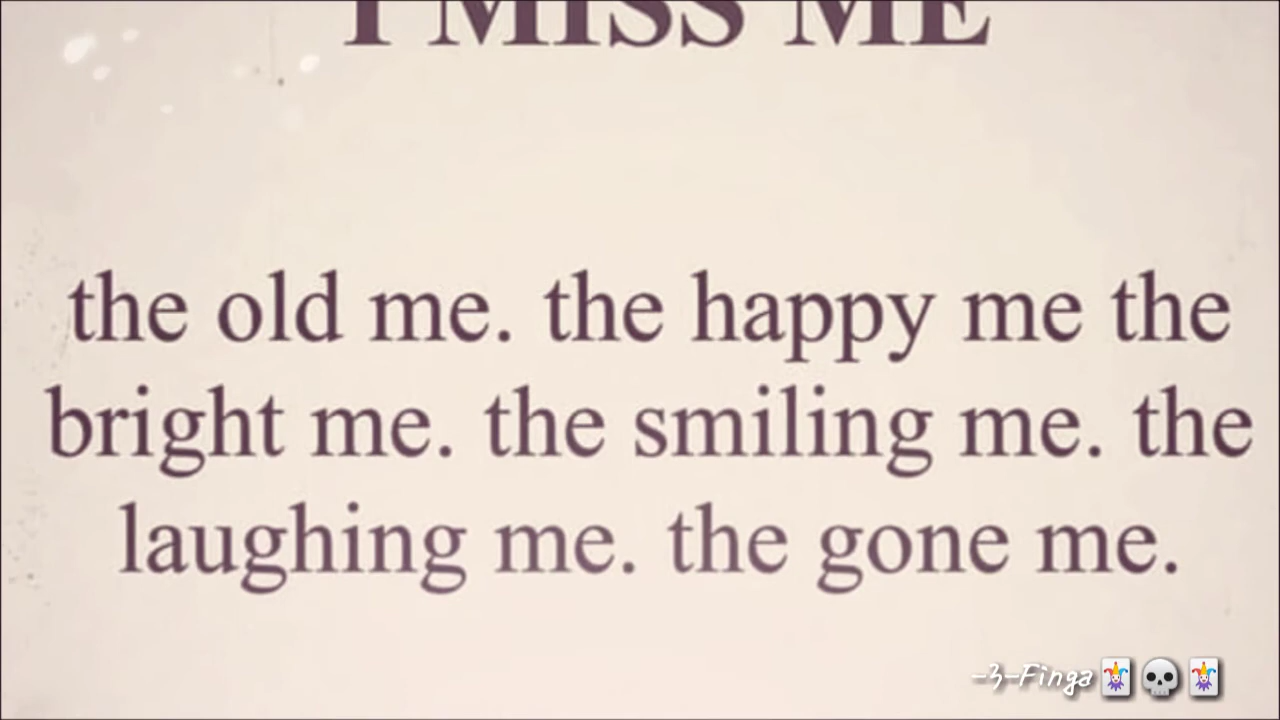 I MISS ME
the old me. the happy me the
bright me. the smiling me. the
laughing me. the gone me.
-3-Finga🃏💀🃏